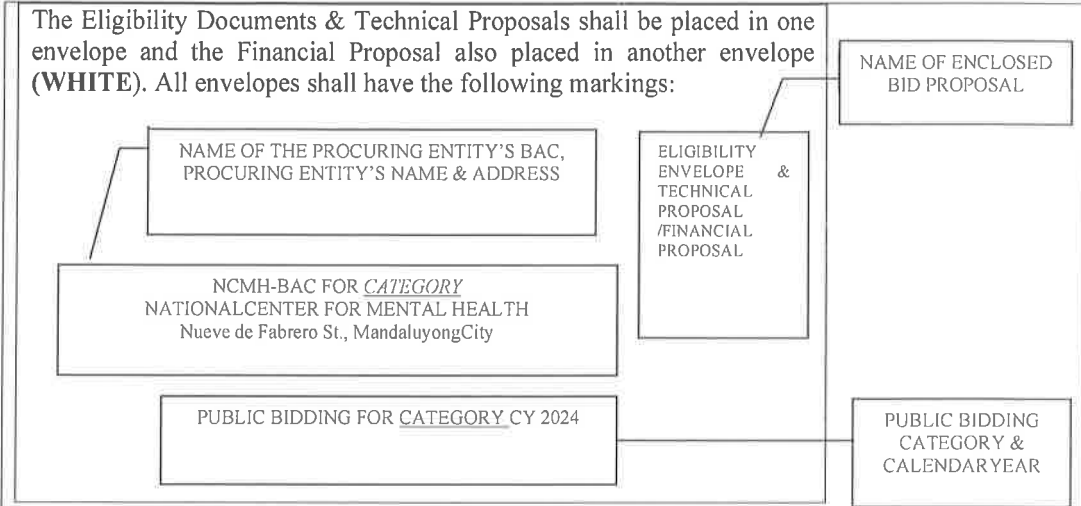 The Eligibility Documents & Technical Proposals shall be placed in one
envelope and the Financial Proposal also placed in another envelope
(WHITE). All envelopes shall have the following markings:
NAME OF ENCLOSED
BID PROPOSAL
NAME OF THE PROCURING ENTITY'S BAC,
PROCURING ENTITY'S NAME & ADDRESS
ELIGIBILITY
ENVELOPE &
TECHNICAL
PROPOSAL
/FINANCIAL
PROPOSAL
NCMH-BAC FOR CATEGORY
NATIONALCENTER FOR MENTAL HEALTH
Nueve de Fabrero St., MandaluyongCity
PUBLIC BIDDING FOR CATEGORY CY 2024
PUBLIC BIDDING
CATEGORY &
CALENDARYEAR